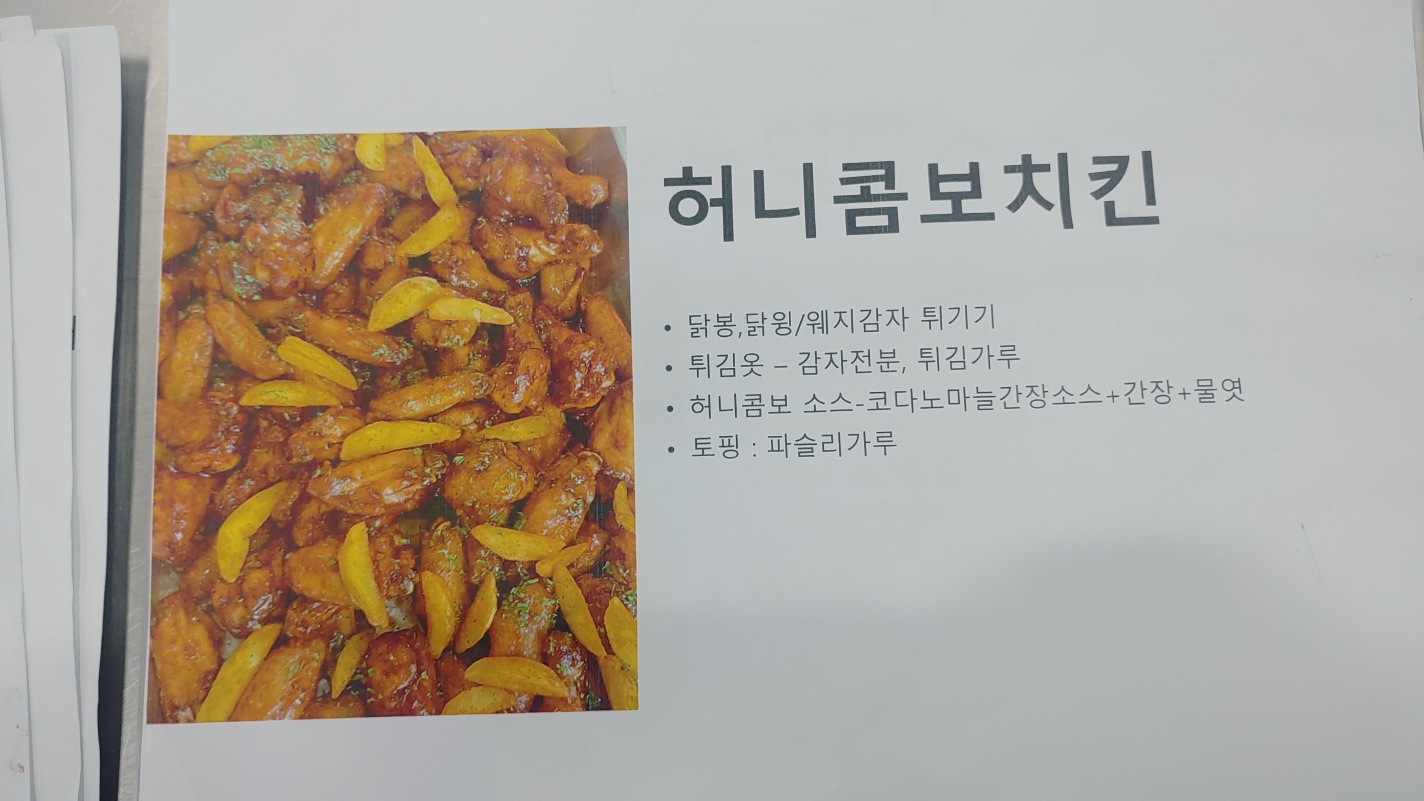 허니콤보치킨
• 닭봉,닭윙/웨지감자 튀기기
• 튀김옷 – 감자전분, 튀김가루
• 허니콤보 소스-코다노마늘간장소스+간장+물엿
• 토핑 : 파슬리가루